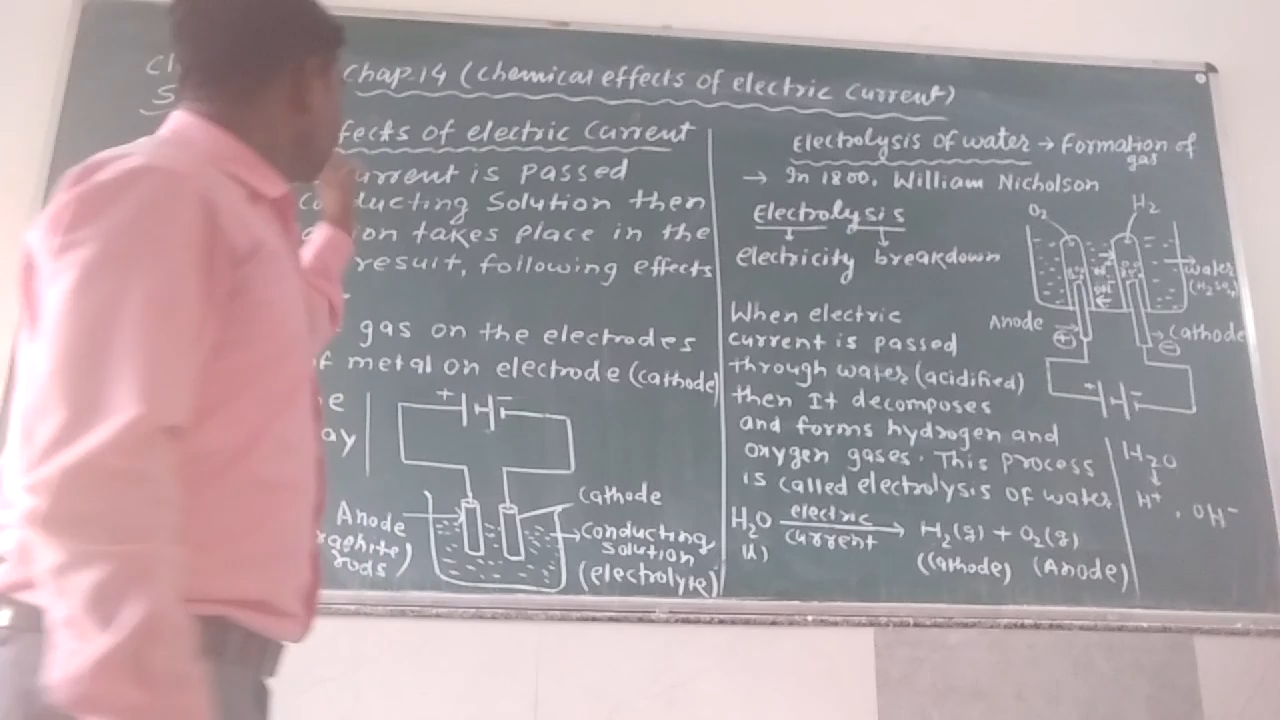 Chap-14 (chemical effects of electric Current)
fects of electric Current
urrent is passed
ducting Solution then
ion takes place in the
result, following effects
gas on the electrodes
f metal on electrode (cathode)
e
ay
+ -
Cathode
Anode
Conducting
Solution
(electrolyte)
raphite)
rods
Electrolysis of water → Formation of
gas
→ In 1800, William Nicholson
Electrolysis
electricity breakdown
O2
H2
water
Anode
+
Cathode
-
+ -
When electric
current is passed
through water (acidified)
then It decomposes
and forms hydrogen and
oxygen gases. This process
is called electrolysis of water
H2O electric current → H2(g) + O2(g)
(l)
(Cathode) (Anode)
H2O
↓
H+, OH-